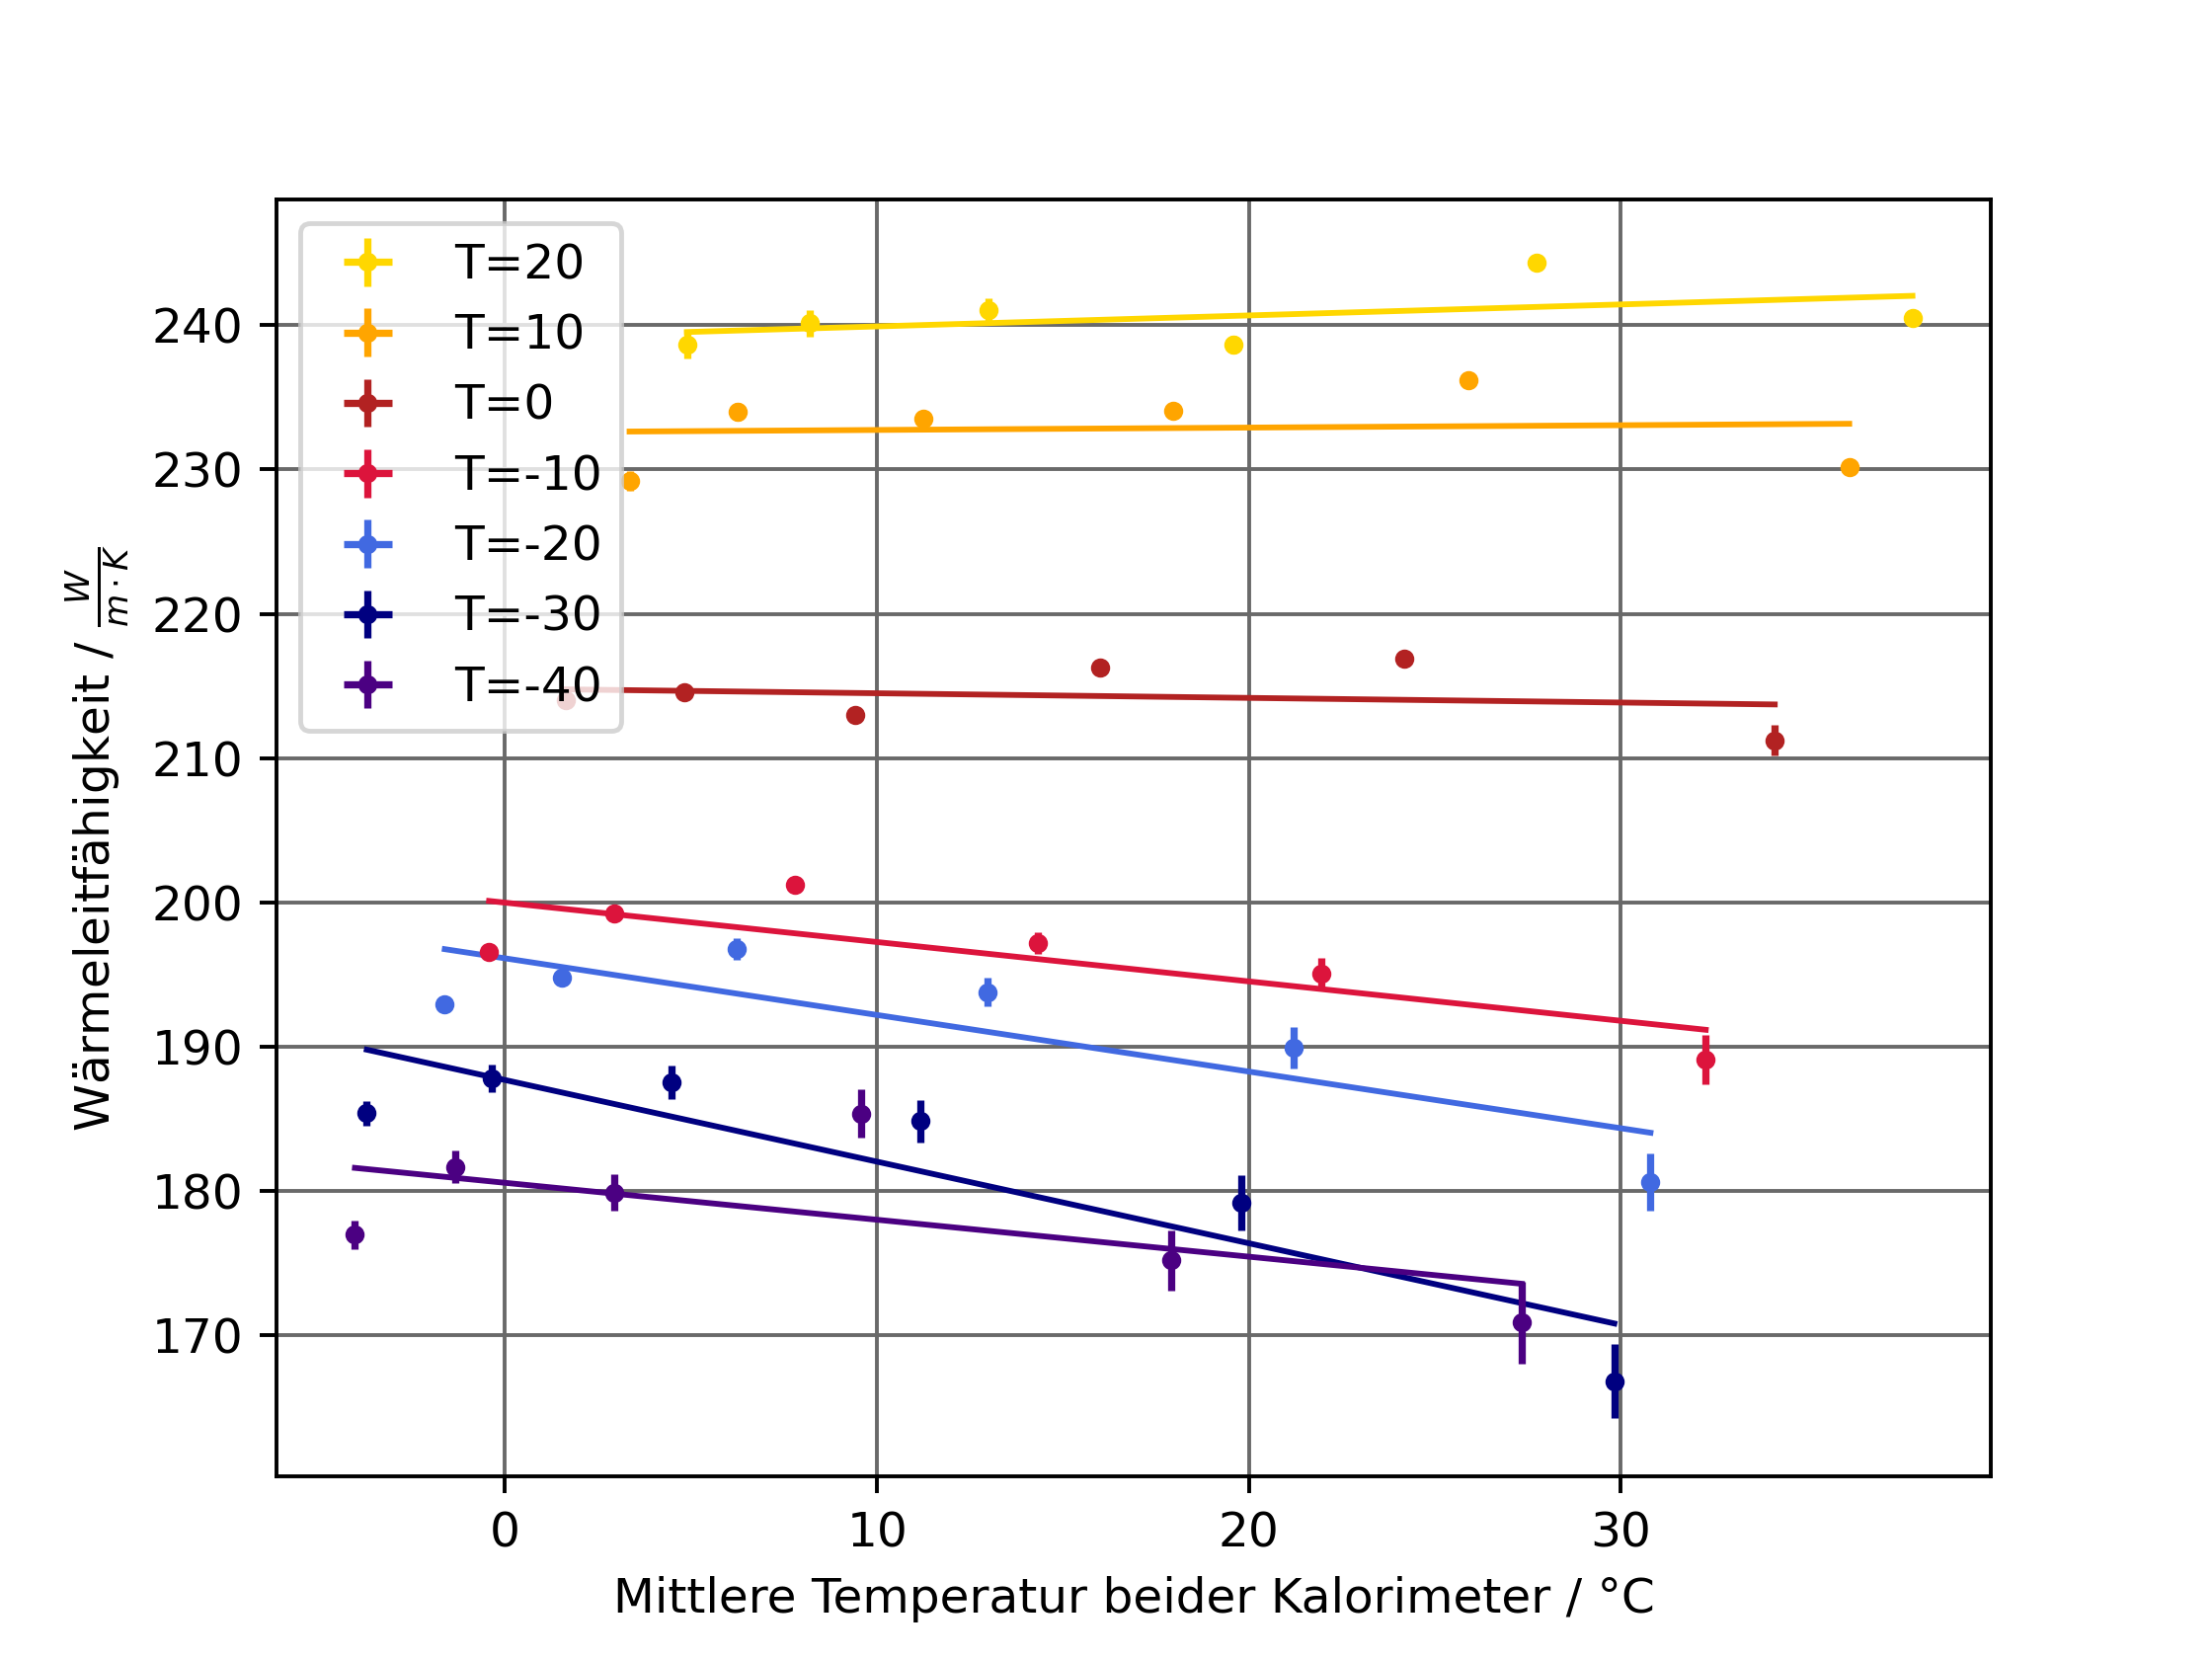 T=20
T=10
T=0
T=-10
T=-20
T=-30
T=-40
240
230
220
210
200
190
180
170
Wärmeleitfähigkeit / W/(m · K)
0 10 20 30
Mittlere Temperatur beider Kalorimeter / °C